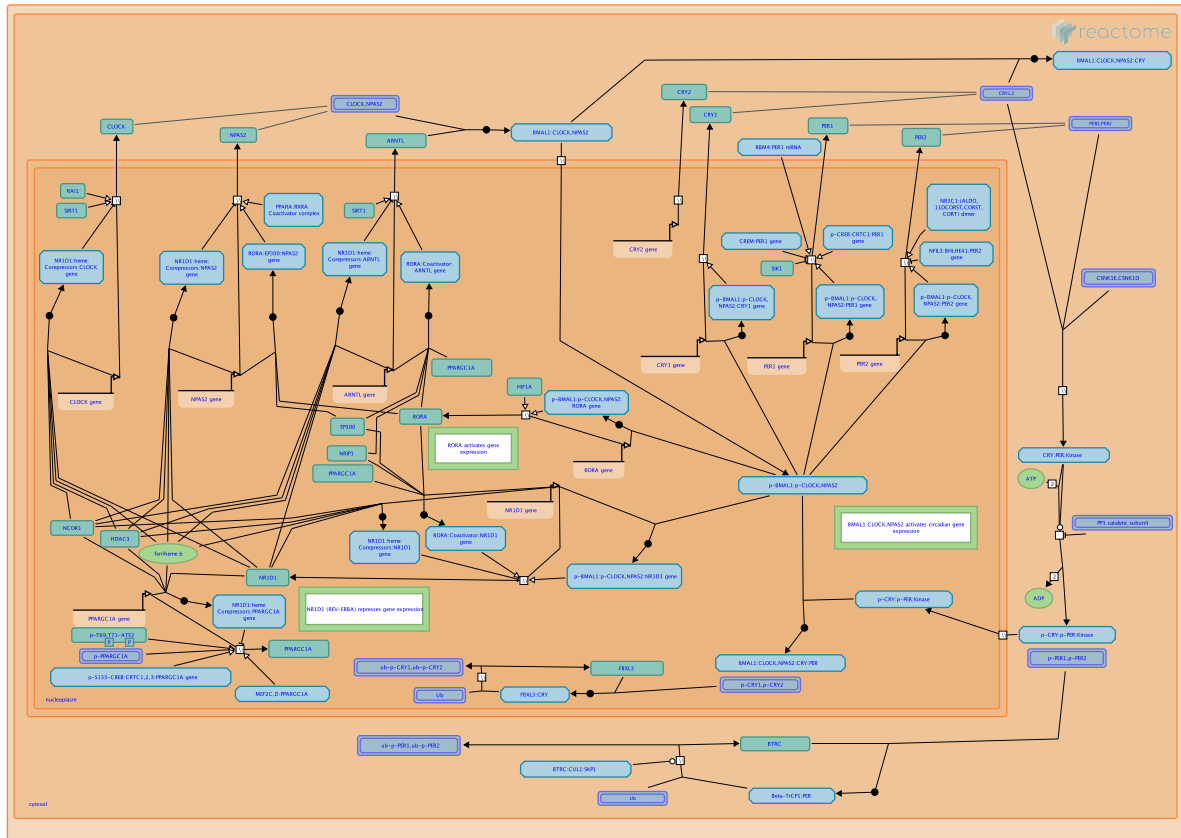 reactome
BMAL1:CLOCK,NPAS2:CRY
CRY2
CRY1,2
CLOCK,NPAS2
CRY1
PER1
PER1,PER2
CLOCK
NPAS2
ARNTL
BMAL1:CLOCK,NPAS2
PER2
RBM4:PER1 mRNA
RAI1
SIRT1
PPARA:RXRA
Coactivator complex
SIRT1
NR3C1:(ALDO,
11DCORST,CORST,
CORT) dimer
CRY2 gene
CREM:PER1 gene
p-CREB:CRTC1:PER1
gene
NFIL3:BHLHE41:PER2
gene
SIK1
NR1D1:heme:
Corepressors:CLOCK
gene
NR1D1:heme:
Corepressors:NPAS2
gene
RORA:EP300:NPAS2
gene
NR1D1:heme:
Corepressors:ARNTL
gene
RORA:Coactivator:
ARNTL gene
CSNK1E,CSNK1D
p-BMAL1:p-CLOCK,
NPAS2:CRY1 gene
p-BMAL1:p-CLOCK,
NPAS2:PER1 gene
p-BMAL1:p-CLOCK,
NPAS2:PER2 gene
CRY1 gene
PER1 gene
PER2 gene
PPARGC1A
CLOCK gene
NPAS2 gene
ARNTL gene
HIF1A
p-BMAL1:p-CLOCK,NPAS2:
RORA gene
RORA
EP300
RORA activates gene
expression
NRIP1
PPARGC1A
RORA gene
CRY:PER:Kinase
ATP
2
p-BMAL1:p-CLOCK,NPAS2
NR1D1 gene
NCOR1
HDAC3
ferriheme b
NR1D1:heme:
Corepressors:NR1D1
gene
RORA:Coactivator:NR1D1
gene
BMAL1:CLOCK,NPAS2 activates circadian gene
expression
PP1 catalytic subunit
NR1D1
p-BMAL1:p-CLOCK,NPAS2:NR1D1 gene
2
ADP
PPARGC1A gene
NR1D1:heme:
Corepressors:PPARGC1A
gene
NR1D1 (REV-ERBA) represses gene expression
p-CRY:p-PER:Kinase
p-T69,T71-ATF2
P
P
p-PPARGC1A
PPARGC1A
p-CRY:p-PER:Kinase
p-PER1,p-PER2
p-S133-CREB:CRTC1,2,3:PPARGC1A gene
MEF2C,D:PPARGC1A
ub-p-CRY1,ub-p-CRY2
FBXL3
BMAL1:CLOCK,NPAS2:CRY:PER
Ub
FBXL3:CRY
p-CRY1,p-CRY2
nucleoplasm
ub-p-PER1,ub-p-PER2
BTRC
BTRC:CUL1:SKP1
Ub
Beta-TrCP1:PER
cytosol